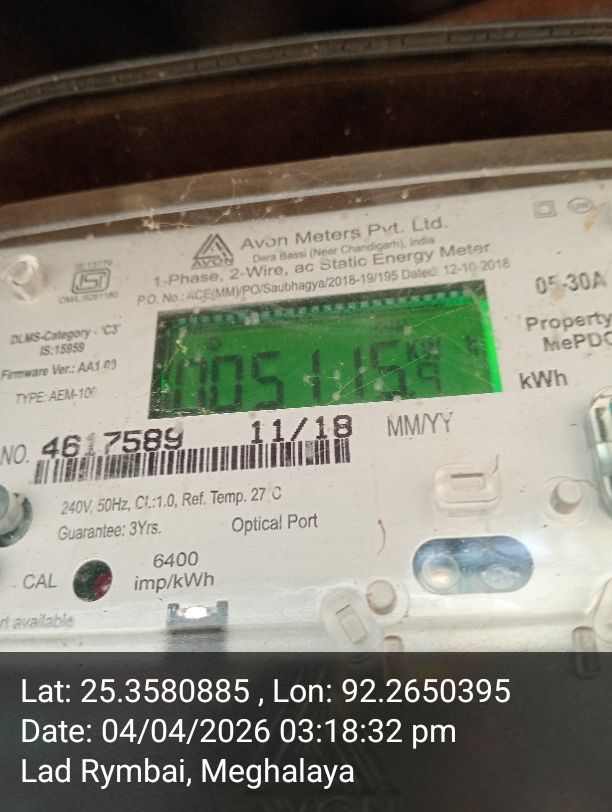 AVON
Avon Meters Pvt. Ltd.
Dera Bassi (Near Chandigarh), India
1-Phase, 2-Wire, ac Static Energy Meter
P.O. No.: ACE(MM)/PO/Saubhagya/2018-19/195 Dated: 12-10-2018
05-30A
DLMS-Category - 'C3'
IS:15959
Firmware Ver.: AA1.03
TYPE: AEM-100
Property
MePDC
kWh
NO. 4617589 11/18 MM/YY
240V, 50Hz, CL:1.0, Ref. Temp. 27°C
Guarantee: 3Yrs.
Optical Port
CAL
6400
imp/kWh
available
Lat: 25.3580885 , Lon: 92.2650395
Date: 04/04/2026 03:18:32 pm
Lad Rymbai, Meghalaya